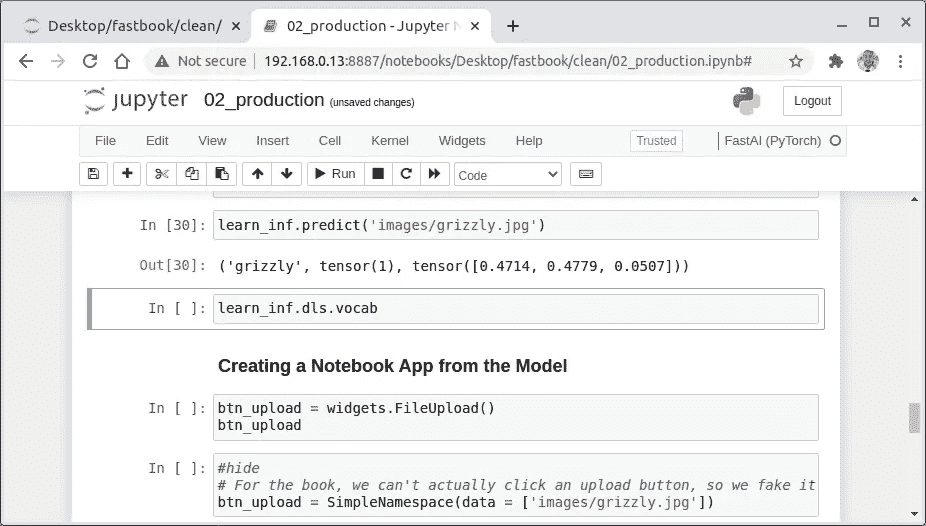 Desktop/fastbook/clean/
02_production - Jupyter N
Not secure 192.168.0.13:8887/notebooks/Desktop/fastbook/clean/02_production.ipynb#
jupyter 02_production (unsaved changes)
Logout
File Edit View Insert Cell Kernel Widgets Help Trusted FastAI (PyTorch)
Run Code
In [30]: learn_inf.predict('images/grizzly.jpg')
Out[30]: ('grizzly', tensor(1), tensor([0.4714, 0.4779, 0.0507]))
In [ ]: learn_inf.dls.vocab
Creating a Notebook App from the Model
In [ ]: btn_upload = widgets.FileUpload()
btn_upload
In [ ]: #hide
# For the book, we can't actually click an upload button, so we fake it
btn_upload = SimpleNamespace(data = ['images/grizzly.jpg'])